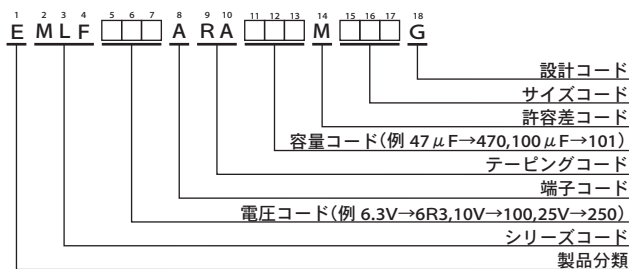 1 2 3 4 5 6 7 8 9 10 11 12 13 14 15 16 17 18
E M L F A R A M G
設計コード
サイズコード
許容差コード
容量コード(例 47μF→470,100μF→101)
テーピングコード
端子コード
電圧コード(例 6.3V→6R3,10V→100,25V→250)
シリーズコード
製品分類